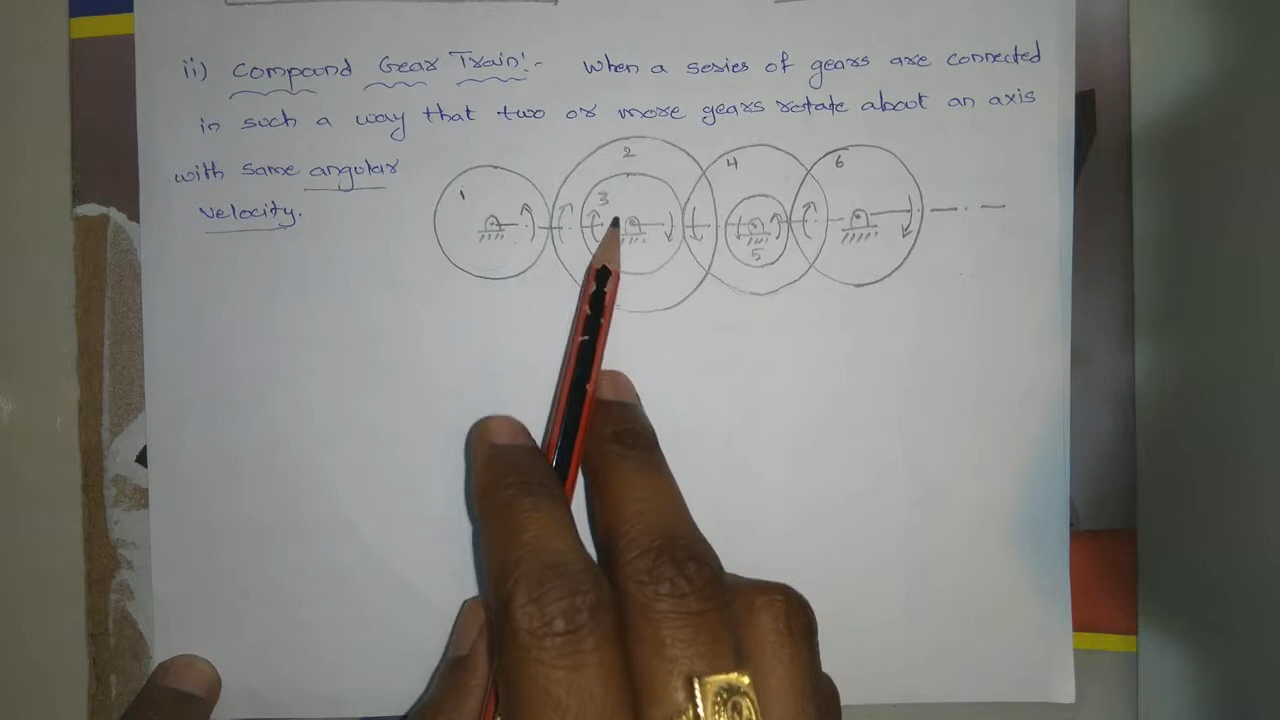 ii) Compound Gear Train:- When a series of gears are connected
in such a way that two or more gears rotate about an axis
with same angular
velocity.
1 2 3 4 5 6